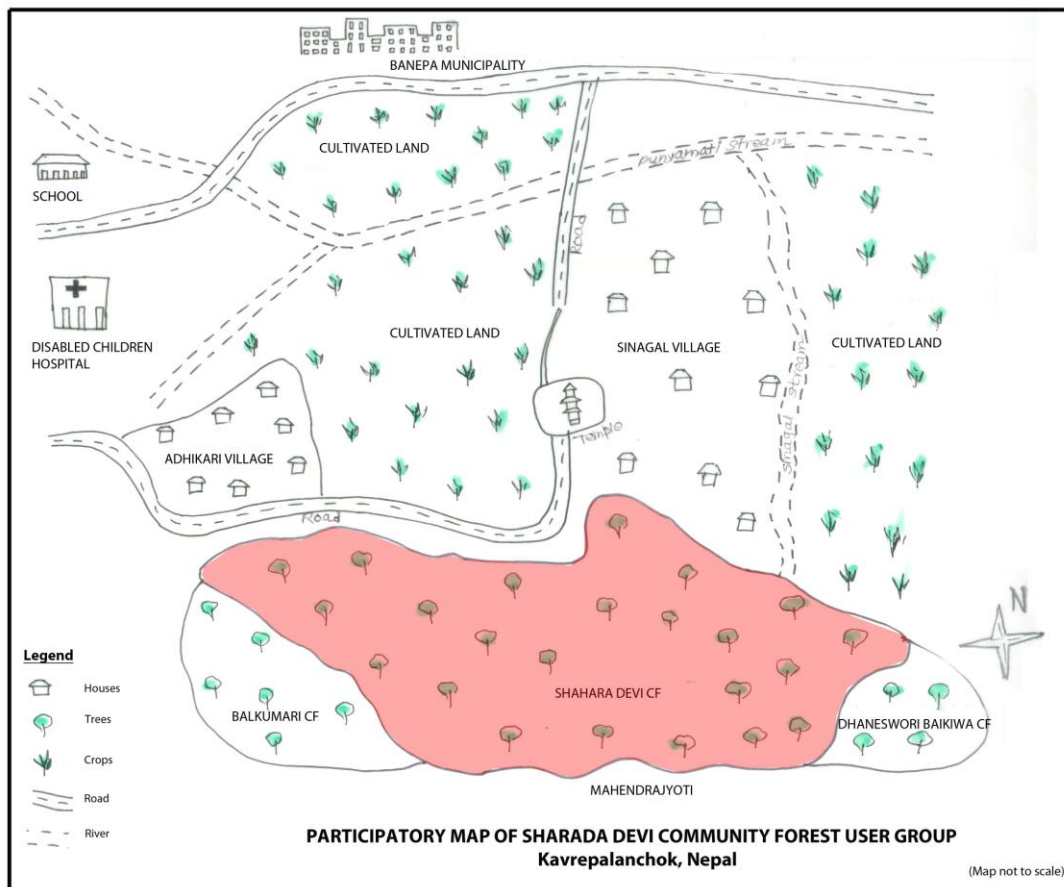 BANEPA MUNICIPALITY
CULTIVATED LAND
punyamati stream
SCHOOL
Road
DISABLED CHILDREN
HOSPITAL
CULTIVATED LAND
SINAGAL VILLAGE
CULTIVATED LAND
sinagal stream
Temple
ADHIKARI VILLAGE
Road
N
Legend
Houses
Trees
Crops
Road
River
BALKUMARI CF
SHAHARA DEVI CF
DHANESWORI BAIKIWA CF
MAHENDRAJYOTI
PARTICIPATORY MAP OF SHARADA DEVI COMMUNITY FOREST USER GROUP
Kavrepalanchok, Nepal
(Map not to scale)